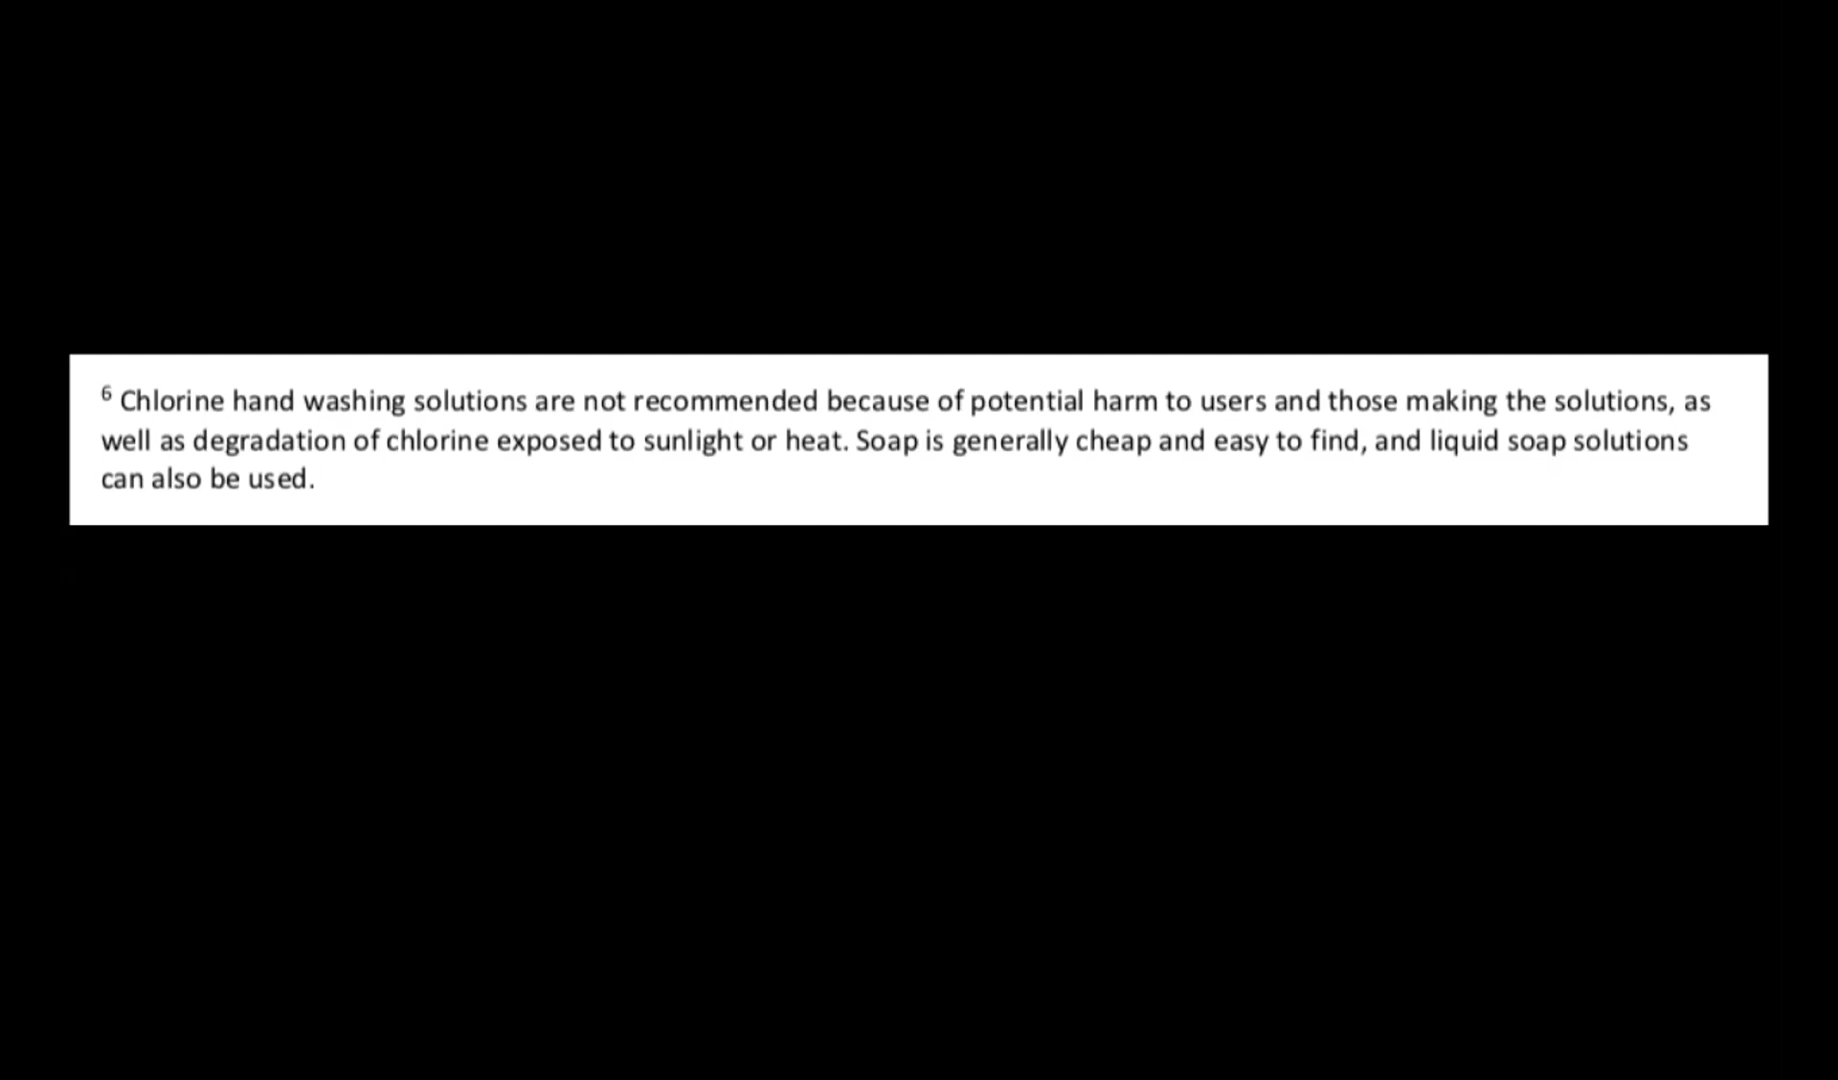 6 Chlorine hand washing solutions are not recommended because of potential harm to users and those making the solutions, as
well as degradation of chlorine exposed to sunlight or heat. Soap is generally cheap and easy to find, and liquid soap solutions
can also be used.